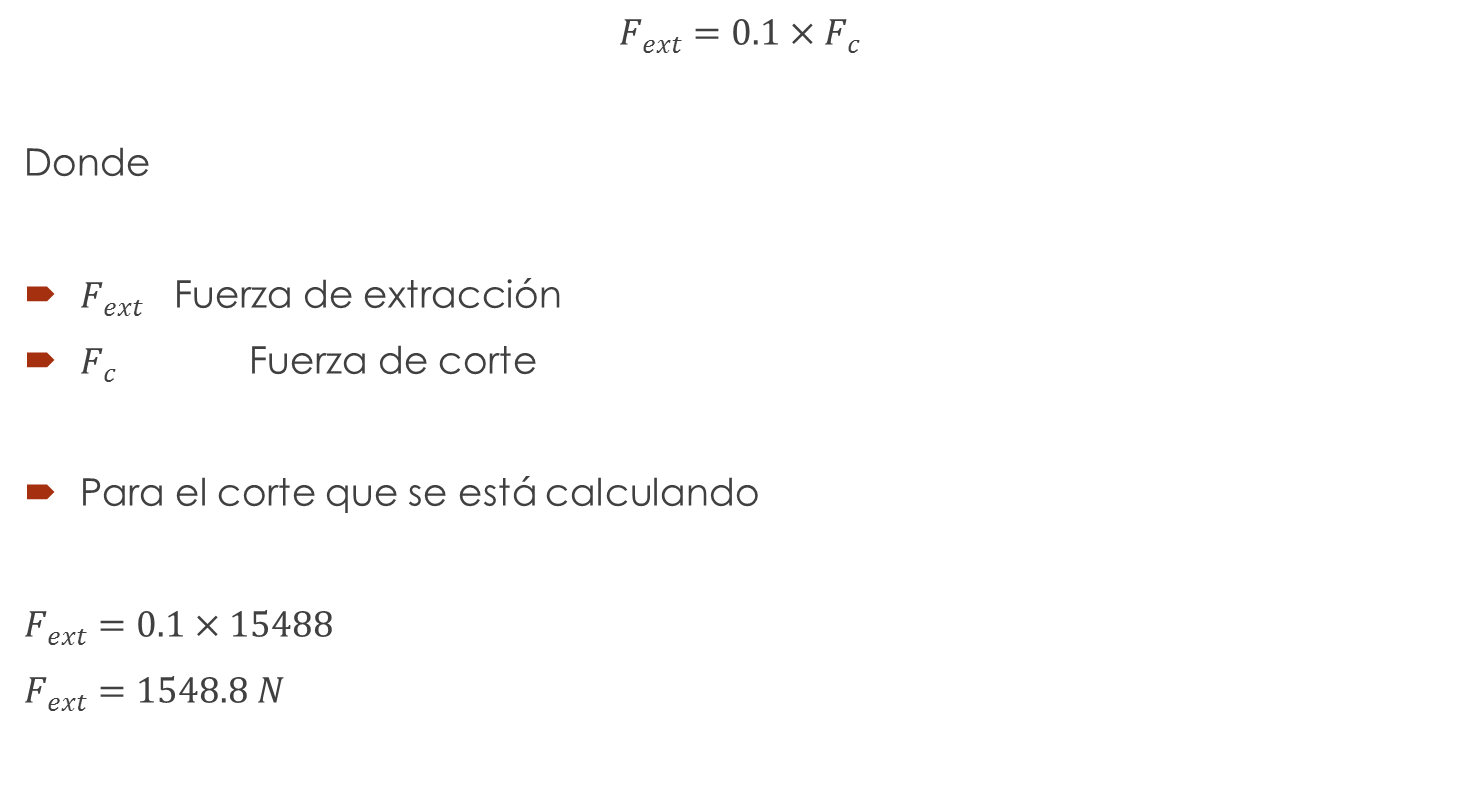 F_ext = 0.1 × F_c
Donde
F_ext Fuerza de extracción
F_c Fuerza de corte
Para el corte que se está calculando
F_ext = 0.1 × 15488
F_ext = 1548.8 N